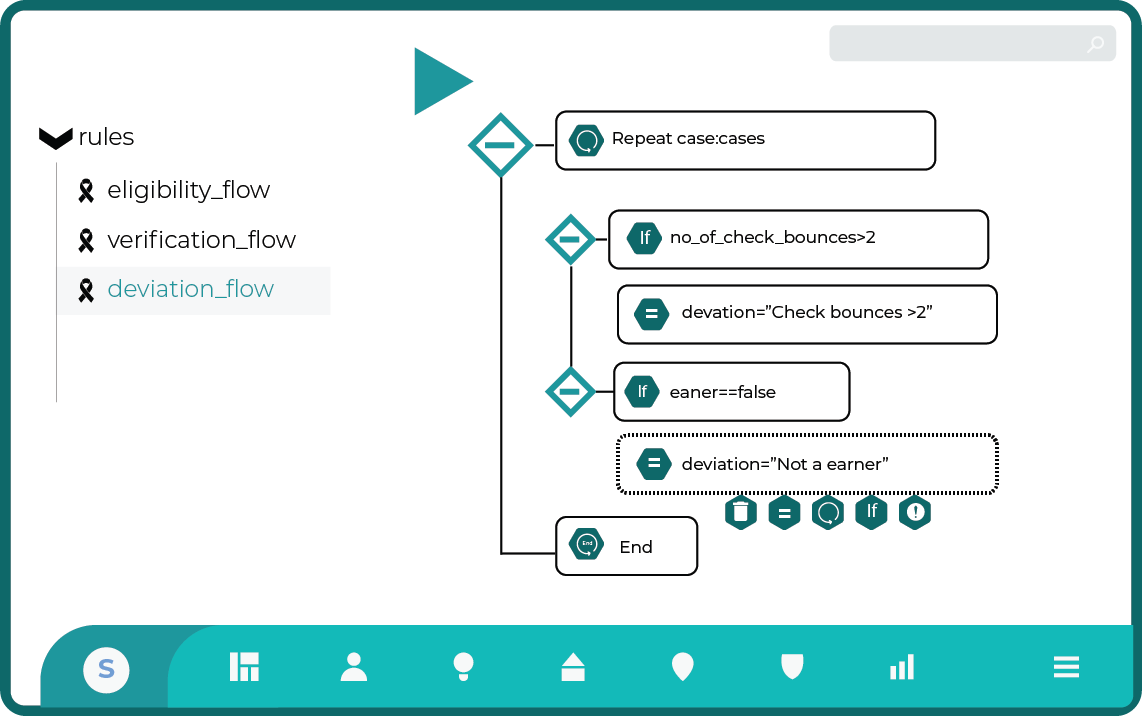 rules
eligibility_flow
verification_flow
deviation_flow
Repeat case:cases
If no_of_check_bounces>2
= devation=”Check bounces >2”
If eaner==false
= deviation=”Not a earner”
= If !
End End
S